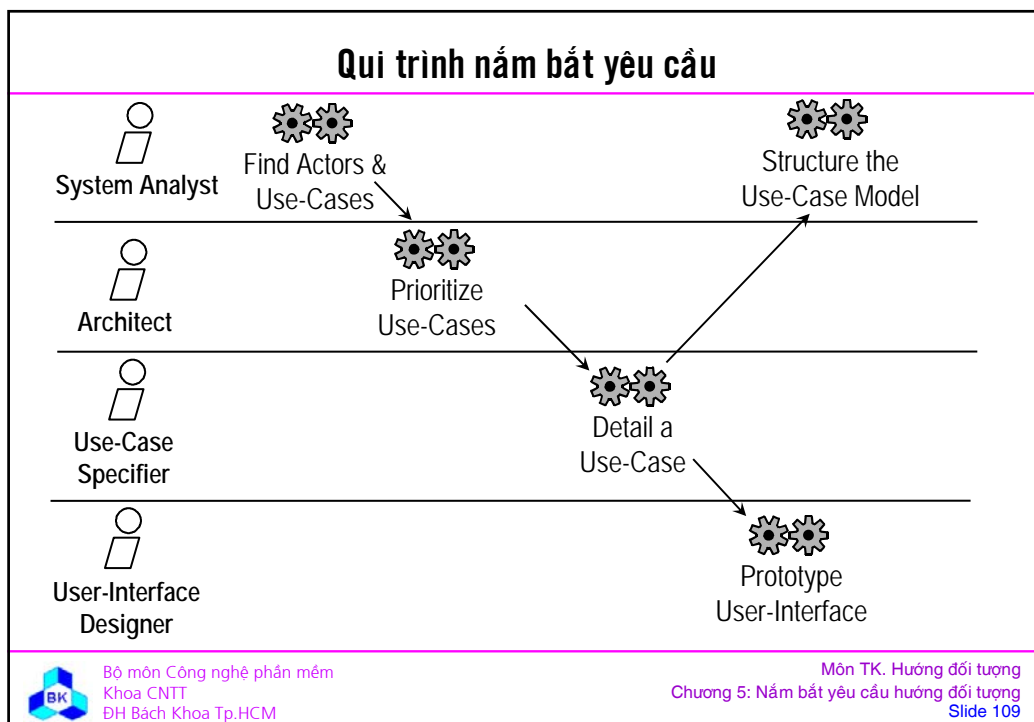 Qui trình nắm bắt yêu cầu
System Analyst
Find Actors &
Use-Cases
Structure the
Use-Case Model
Architect
Prioritize
Use-Cases
Use-Case
Specifier
Detail a
Use-Case
User-Interface
Designer
Prototype
User-Interface
BK
Bộ môn Công nghệ phần mềm
Khoa CNTT
ĐH Bách Khoa Tp.HCM
Môn TK. Hướng đối tượng
Chương 5: Nắm bắt yêu cầu hướng đối tượng
Slide 109